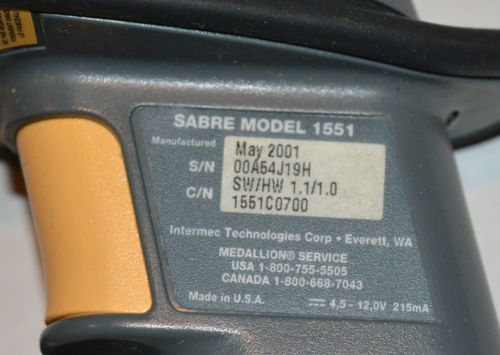 SABRE MODEL 1551
Manufactured May 2001
S/N 00A54J19H
C/N SW/HW 1.1/1.0
1551C0700
Intermec Technologies Corp • Everett, WA
MEDALLION® SERVICE
USA 1-800-755-5505
CANADA 1-800-668-7043
Made in U.S.A. ⎓ 4.5 - 12.0V 215mA